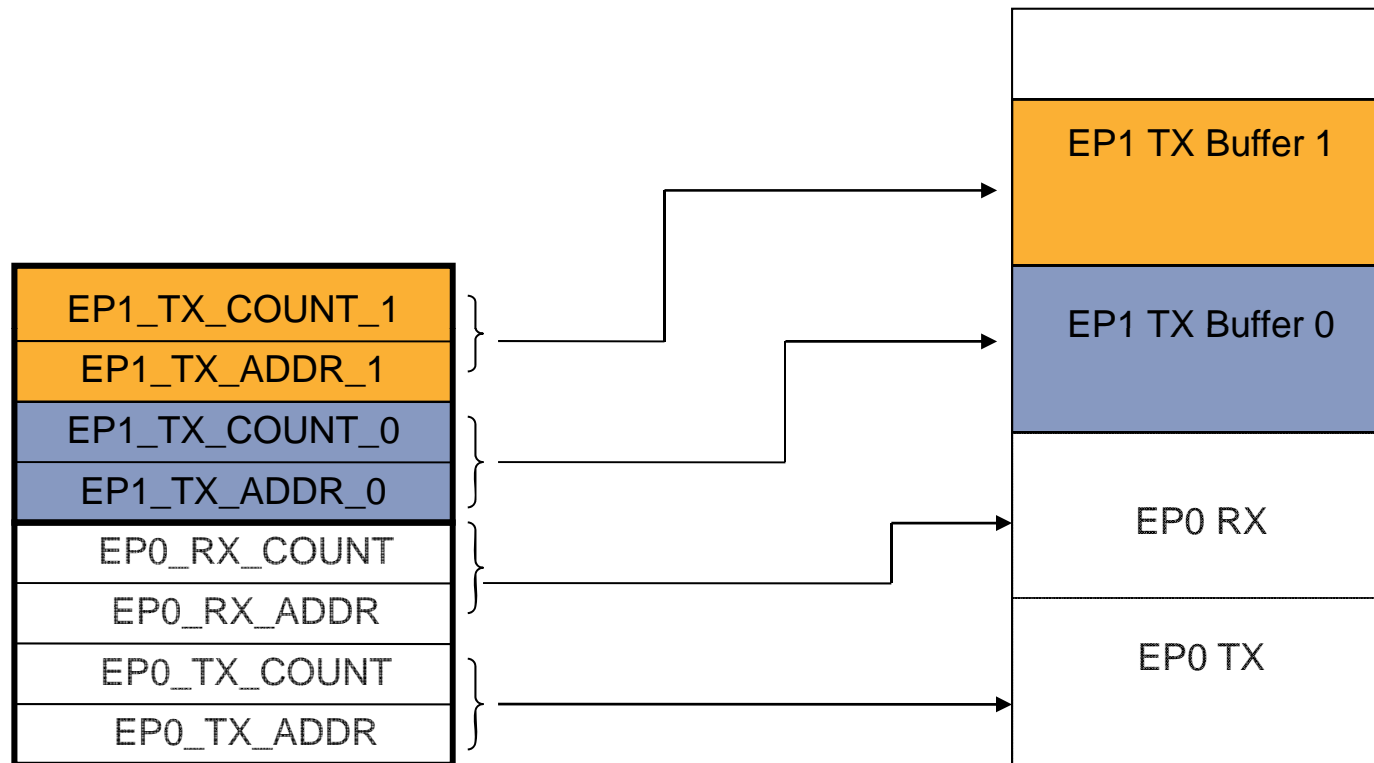 EP1_TX_COUNT_1
EP1_TX_ADDR_1
EP1_TX_COUNT_0
EP1_TX_ADDR_0
EP0_RX_COUNT
EP0_RX_ADDR
EP0_TX_COUNT
EP0_TX_ADDR
EP1 TX Buffer 1
EP1 TX Buffer 0
EP0 RX
EP0 TX